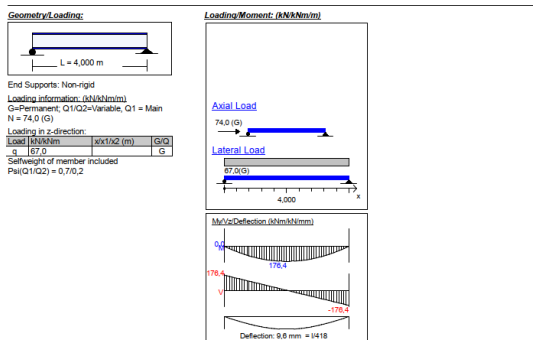 Geometry/Loading:
L = 4,000 m
End Supports: Non-rigid
Loading information: (kN/kNm/m)
G=Permanent; Q1/Q2=Variable, Q1 = Main
N = 74,0 (G)
Loading in z-direction:
Load kN/kNm x/x1/x2 (m) G/Q
q 67,0 G
Selfweight of member included
Psi(Q1/Q2) = 0,7/0,2
Loading/Moment: (kN/kNm/m)
Axial Load
74,0 (G)
Lateral Load
67,0(G)
4,000
x
My/Vz/Deflection (kNm/kN/mm)
0,0
M
176,4
176,4
V
-176,4
Deflection: 9,6 mm = l/418